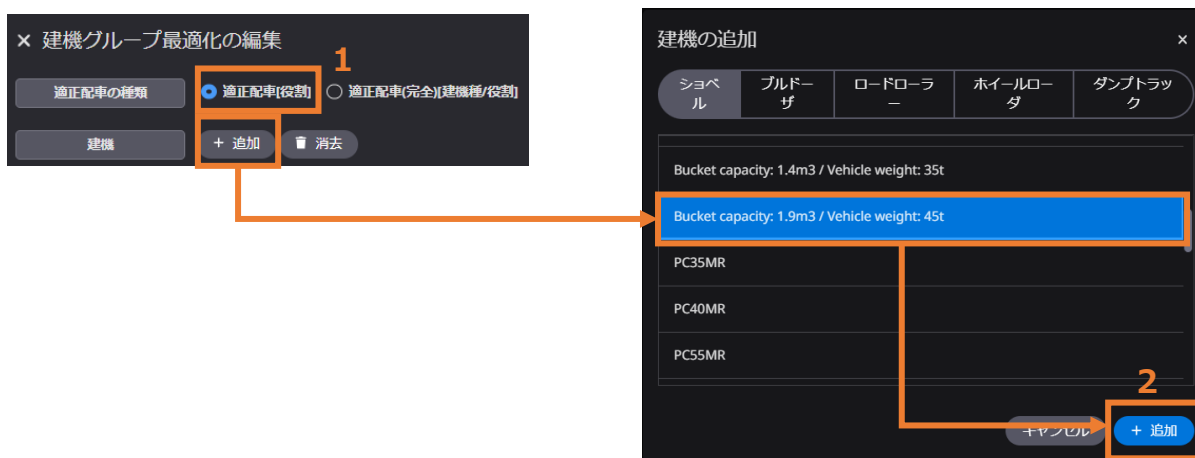 × 建機グループ最適化の編集
1
適正配車の種類
適正配車[役割]
適正配車(完全)[建機種/役割]
建機
+ 追加
消去
建機の追加
×
ショベ
ル
ブルドー
ザ
ロードローラ
ー
ホイールロー
ダ
ダンプトラッ
ク
Bucket capacity: 1.4m3 / Vehicle weight: 35t
Bucket capacity: 1.9m3 / Vehicle weight: 45t
PC35MR
PC40MR
PC55MR
2
キャンセル
+ 追加